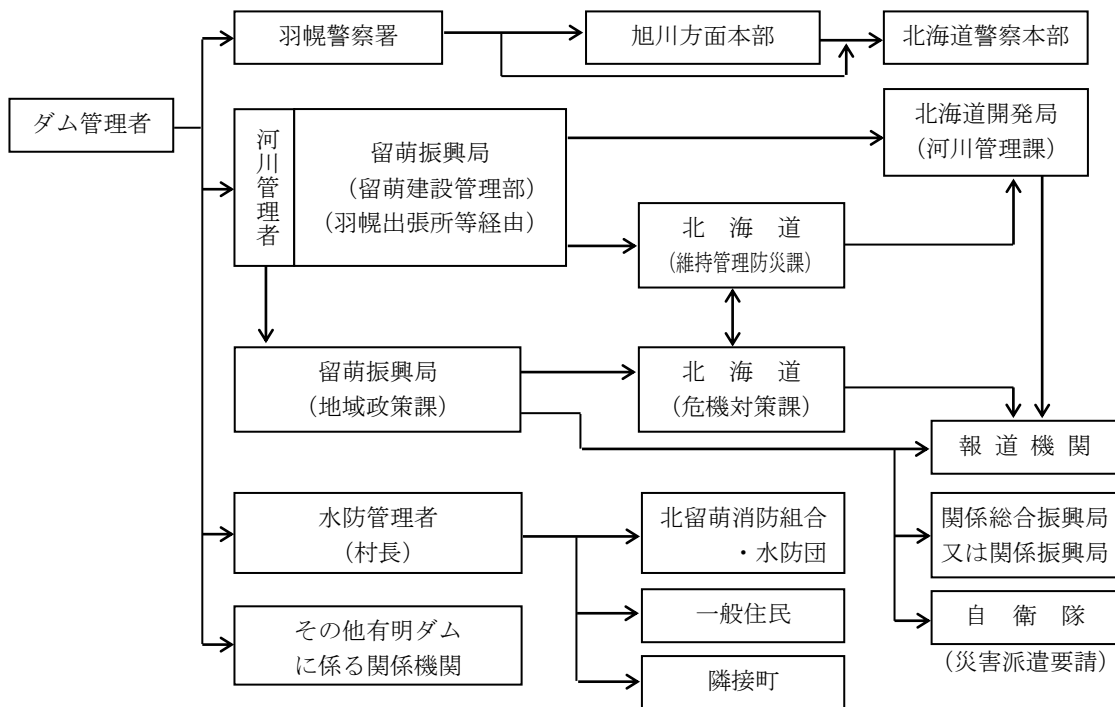 羽幌警察署
旭川方面本部
北海道警察本部
ダム管理者
河川管理者
留萌振興局
（留萌建設管理部）
（羽幌出張所等経由）
北海道開発局
（河川管理課）
北　海　道
（維持管理防災課）
留萌振興局
（地域政策課）
北　海　道
（危機対策課）
報 道 機 関
水防管理者
（村長）
北留萌消防組合
・水防団
関係総合振興局
又は関係振興局
一般住民
自　衛　隊
（災害派遣要請）
その他有明ダム
に係る関係機関
隣接町